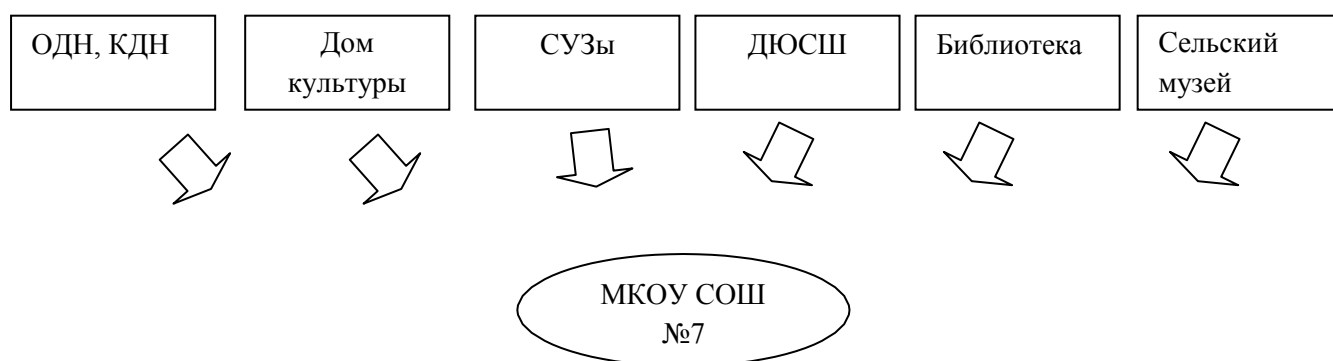 ОДН, КДН
Дом
культуры
СУЗы
ДЮСШ
Библиотека
Сельский
музей
МКОУ СОШ
№7